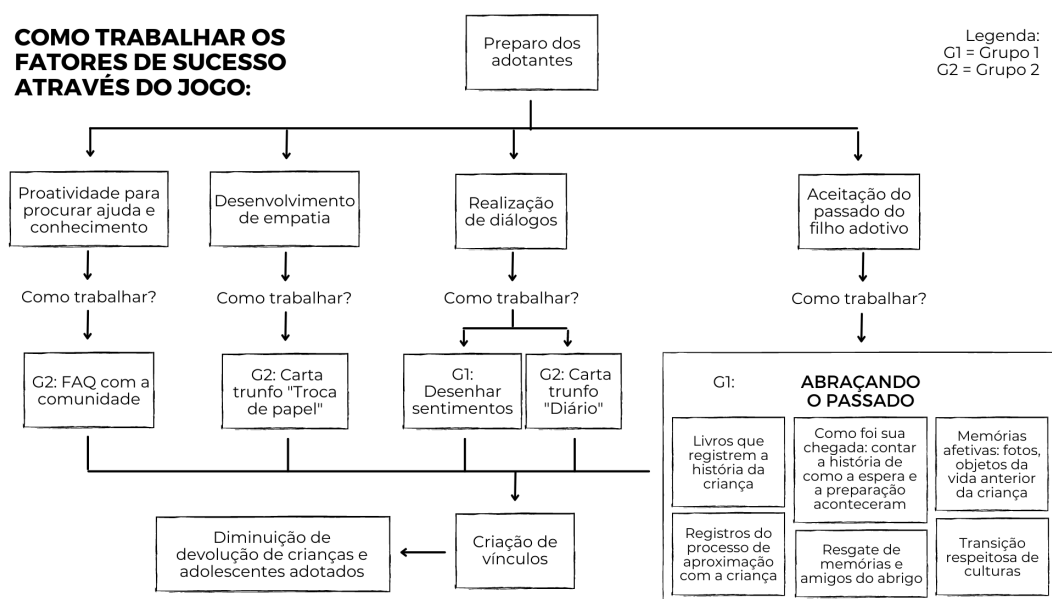 COMO TRABALHAR OS
FATORES DE SUCESSO
ATRAVÉS DO JOGO:
Preparo dos
adotantes
Legenda:
G1 = Grupo 1
G2 = Grupo 2
Proatividade para
procurar ajuda e
conhecimento
Desenvolvimento
de empatia
Realização
de diálogos
Aceitação do
passado do
filho adotivo
Como trabalhar?
Como trabalhar?
Como trabalhar?
Como trabalhar?
G2: FAQ com a
comunidade
G2: Carta
trunfo "Troca
de papel"
G1:
Desenhar
sentimentos
G2: Carta
trunfo
"Diário"
G1:
ABRAÇANDO
O PASSADO
Livros que
registrem a
história da
criança
Como foi sua
chegada: contar
a história de
como a espera e
a preparação
aconteceram
Memórias
afetivas: fotos,
objetos da
vida anterior
da criança
Registros do
processo de
aproximação
com a criança
Resgate de
memórias e
amigos do abrigo
Transição
respeitosa de
culturas
Diminuição de
devolução de crianças e
adolescentes adotados
Criação de
vínculos